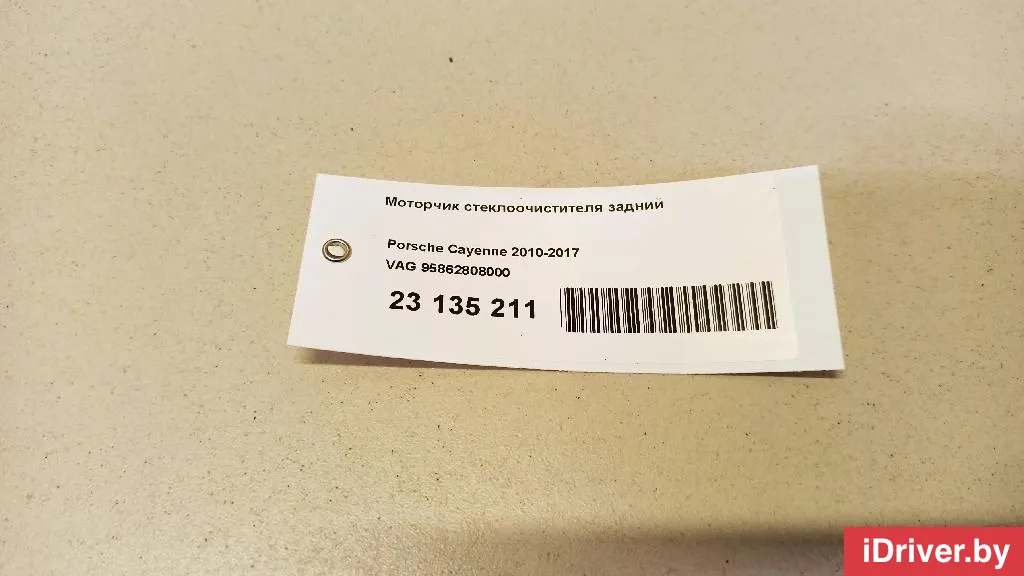 Моторчик стеклоочистителя задний
Porsche Cayenne 2010-2017
VAG 95862808000
23 135 211
iDriver.by